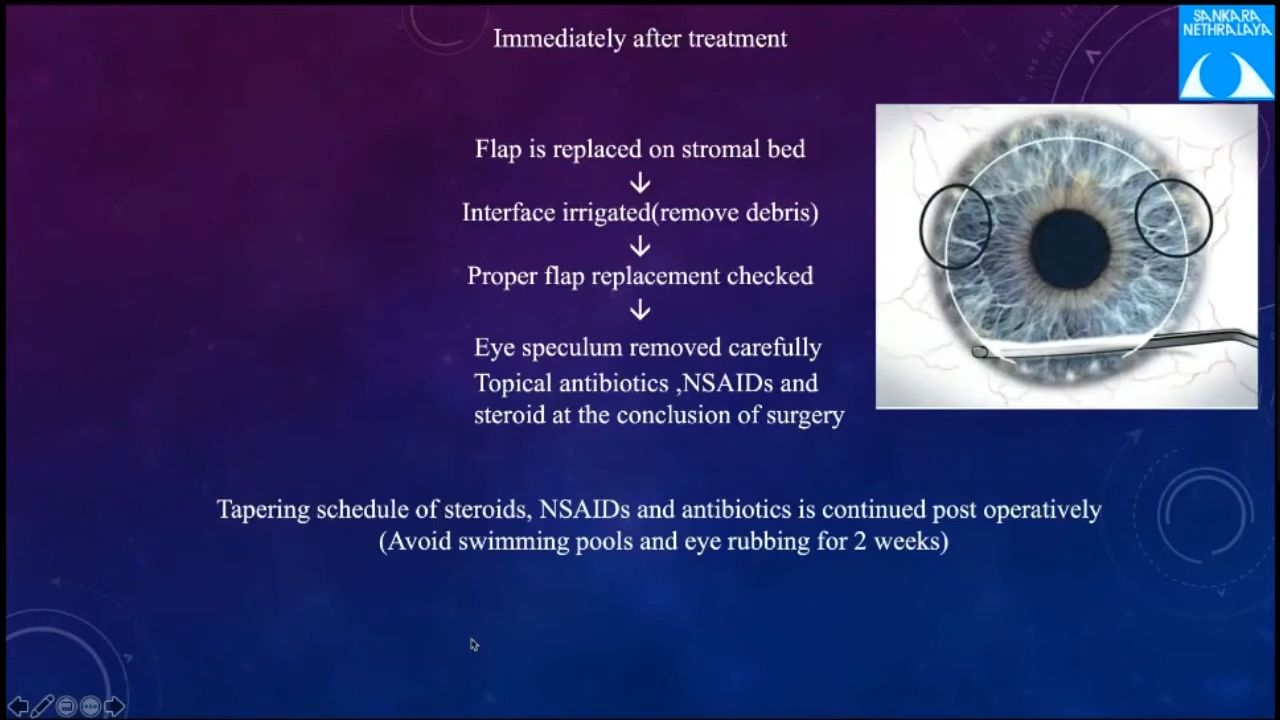 Immediately after treatment
SANKARA
NETHRALAYA
Flap is replaced on stromal bed
↓
Interface irrigated(remove debris)
↓
Proper flap replacement checked
↓
Eye speculum removed carefully
Topical antibiotics ,NSAIDs and
steroid at the conclusion of surgery
Tapering schedule of steroids, NSAIDs and antibiotics is continued post operatively
(Avoid swimming pools and eye rubbing for 2 weeks)